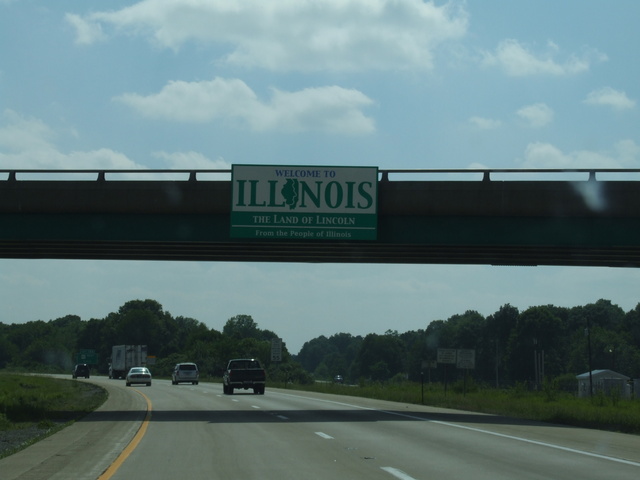 WELCOME TO
ILLINOIS
THE LAND OF LINCOLN
From the People of Illinois